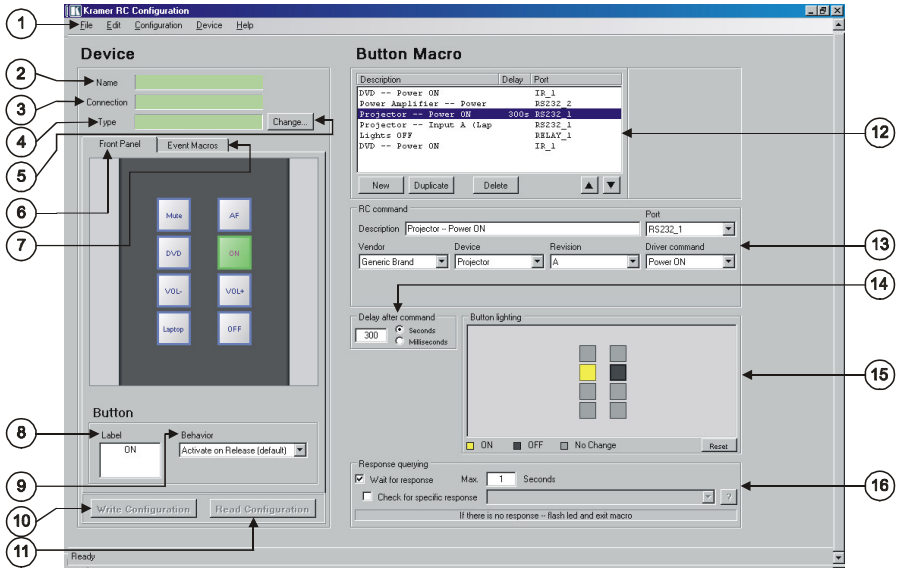 Kramer RC Configuration
File Edit Configuration Device Help
Device
Name
Connection
Type
Change...
Front Panel
Event Macros
Mute
AF
DVD
ON
VOL-
VOL+
Laptop
OFF
Button
Label
ON
Behavior
Activate on Release (default)
Write Configuration
Read Configuration
Button Macro
Description Delay Port
DVD -- Power ON IR_1
Power Amplifier -- Power RS232_2
Projector -- Power ON 300s RS232_1
Projector -- Input A (Lap RS232_1
Lights OFF RELAY_1
DVD -- Power ON IR_1
New
Duplicate
Delete
RC command
Description Projector -- Power ON
Port
RS232_1
Vendor
Generic Brand
Device
Projector
Revision
A
Driver command
Power ON
Delay after command
300
Seconds
Milliseconds
Button lighting
ON
OFF
No Change
Reset
Response querying
Wait for response Max. 1 Seconds
Check for specific response
?
If there is no response -- flash led and exit macro
Ready
1
2
3
4
5
6
7
8
9
10
11
12
13
14
15
16